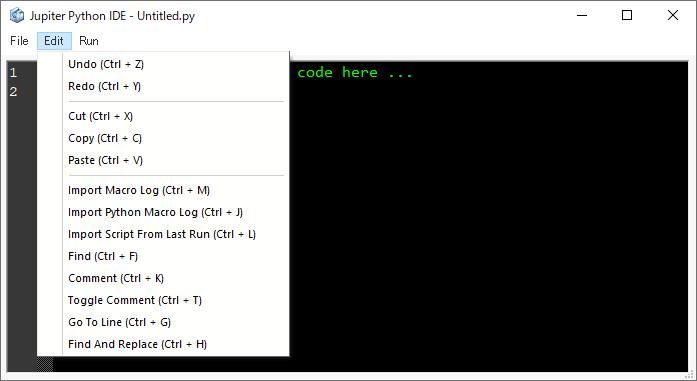 Jupiter Python IDE - Untitled.py
File Edit Run
Undo (Ctrl + Z)
Redo (Ctrl + Y)
Cut (Ctrl + X)
Copy (Ctrl + C)
Paste (Ctrl + V)
Import Macro Log (Ctrl + M)
Import Python Macro Log (Ctrl + J)
Import Script From Last Run (Ctrl + L)
Find (Ctrl + F)
Comment (Ctrl + K)
Toggle Comment (Ctrl + T)
Go To Line (Ctrl + G)
Find And Replace (Ctrl + H)
1 code here ...
2